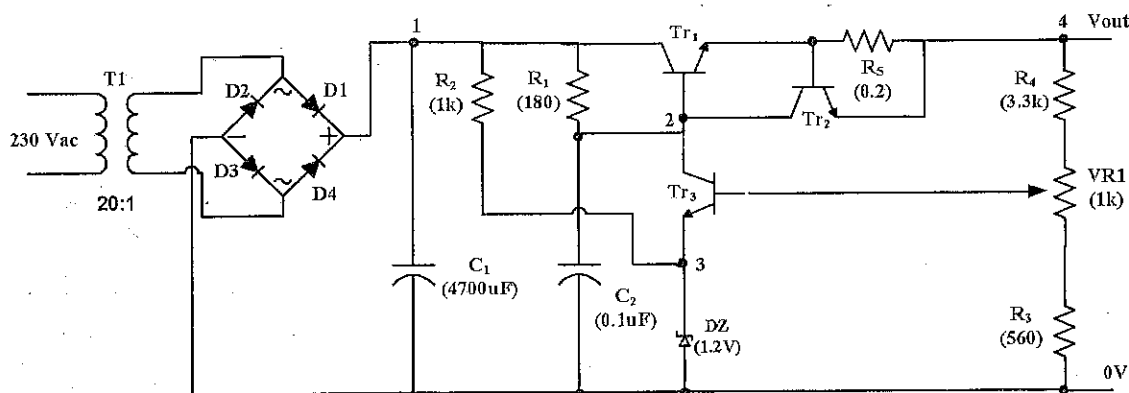 T1
230 Vac
20:1
D2
D1
D3
D4
~
~
−
+
1
R2
(1k)
R1
(180)
C1
(4700uF)
C2
(0.1uF)
Tr1
2
Tr2
R5
(0.2)
Tr3
3
DZ
(1.2V)
4
Vout
R4
(3.3k)
VR1
(1k)
R3
(560)
0V